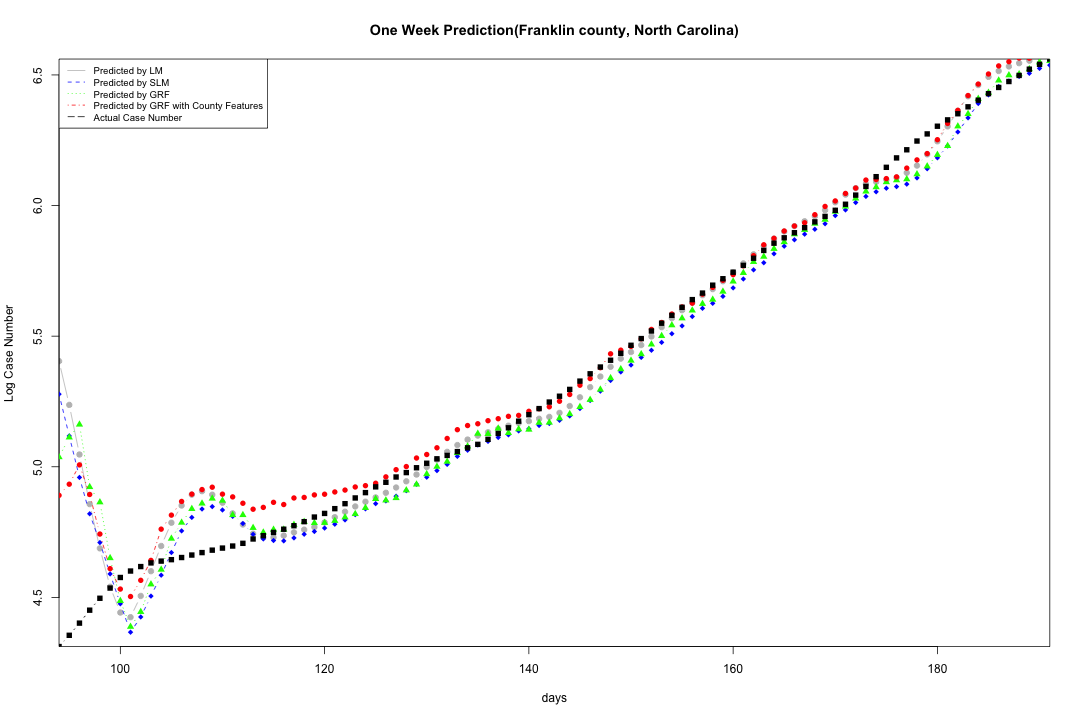 One Week Prediction(Franklin county, North Carolina)
Predicted by LM
Predicted by SLM
Predicted by GRF
Predicted by GRF with County Features
Actual Case Number
Log Case Number
6.5
6.0
5.5
5.0
4.5
100
120
140
160
180
days